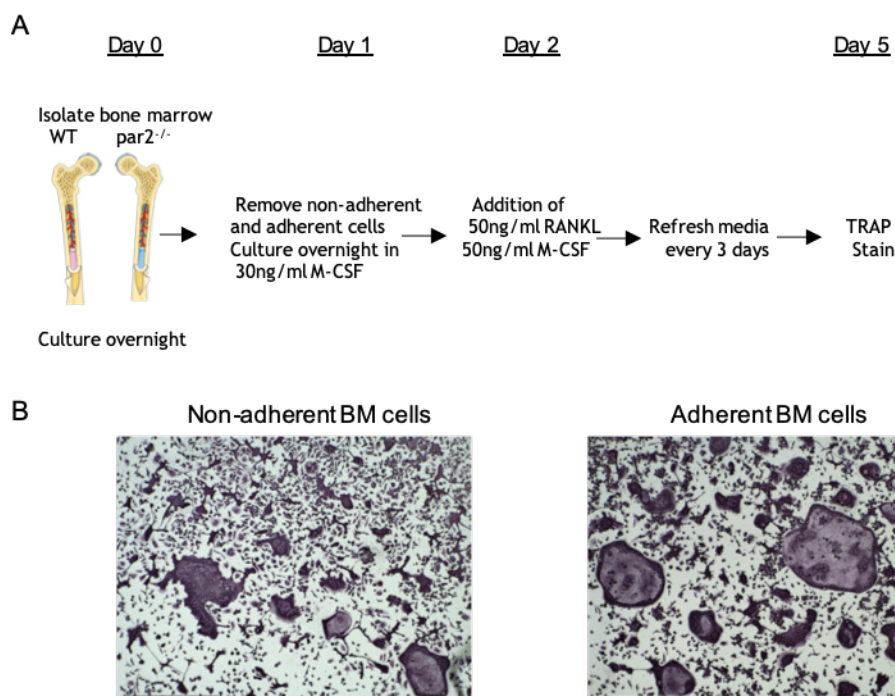 A
Day 0
Day 1
Day 2
Day 5
Isolate bone marrow
WT par2-/-
Remove non-adherent
and adherent cells
Culture overnight in
30ng/ml M-CSF
Addition of
50ng/ml RANKL
50ng/ml M-CSF
Refresh media
every 3 days
TRAP
Stain
Culture overnight
B
Non-adherent BM cells
Adherent BM cells